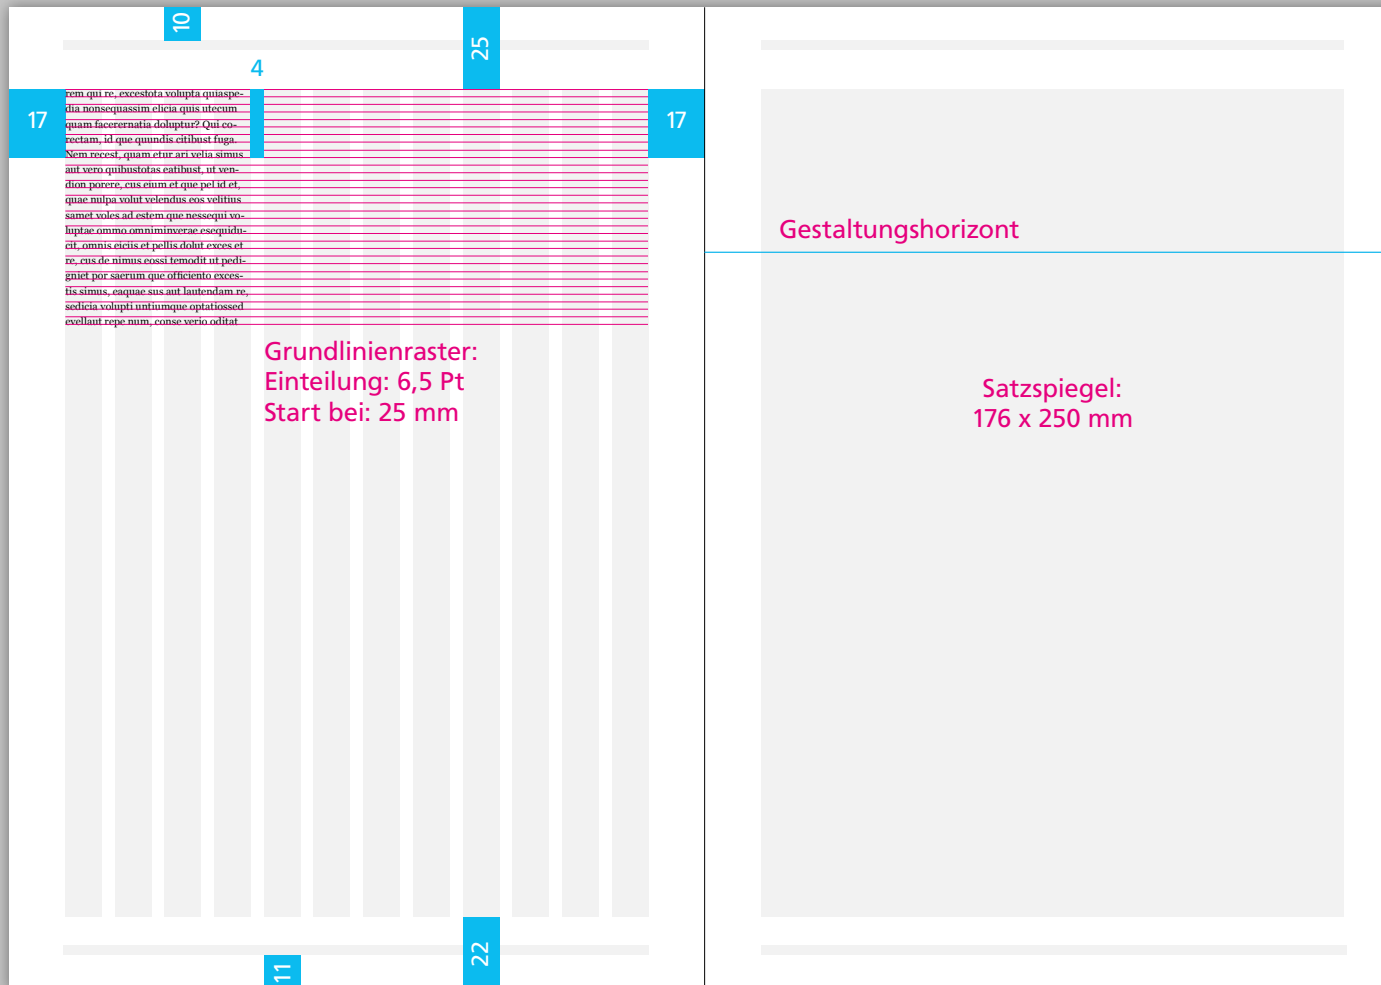 10
25
4
17
17
rem qui re, excestota volupta quiaspe-
dia nonsequassim elicia quis utecum
quam facerernatia doluptur? Qui co-
rectam, id que quundis citibust fuga.
Nem recest, quam etur ari velia simus
aut vero quibustotas eatibust, ut ven-
dion porere, cus eium et que pel id et,
quae nulpa volut velendus eos velitius
samet voles ad estem que nessequi vo-
luptae ommo omniminverae esequidu-
cit, omnis eiciis et pellis dolut exces et
re, cus de nimus eossi temodit ut pedi-
gniet por saerum que officiento exces-
tis simus, eaquae sus aut lautendam re,
sedicia volupti untiumque optatiossed
evellaut repe num, conse verio oditat
Grundlinienraster:
Einteilung: 6,5 Pt
Start bei: 25 mm
22
11
Gestaltungshorizont
Satzspiegel:
176 x 250 mm